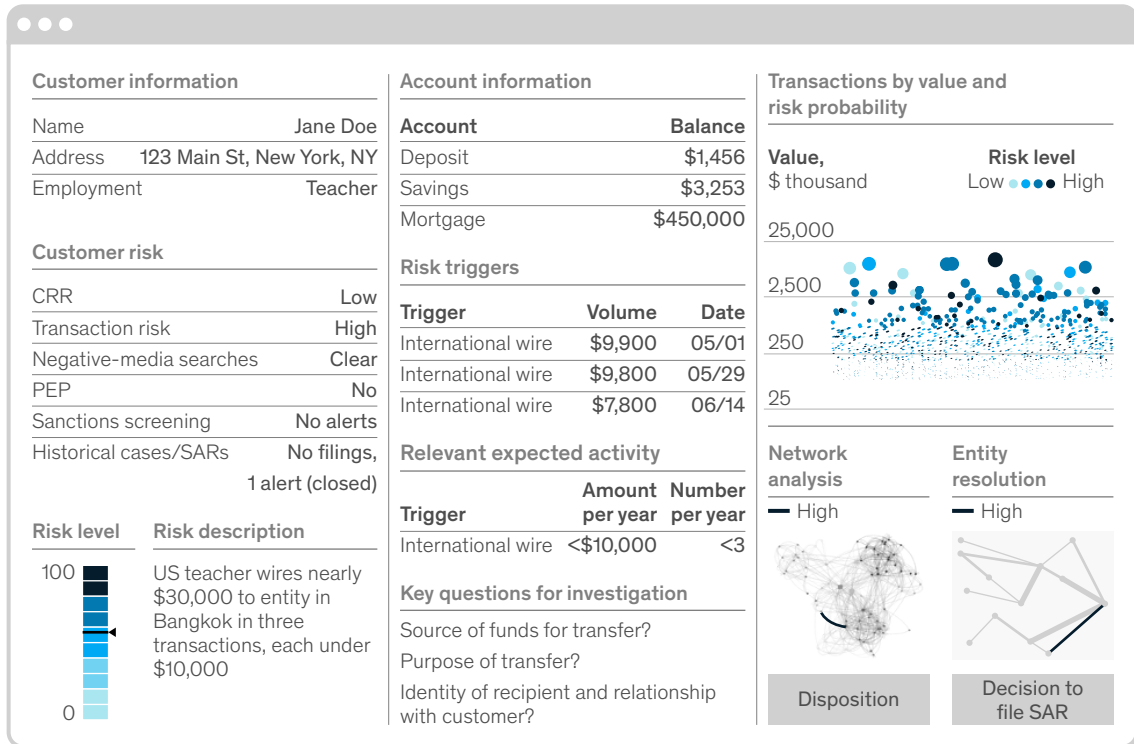 Customer information
Name Jane Doe
Address 123 Main St, New York, NY
Employment Teacher
Customer risk
CRR Low
Transaction risk High
Negative-media searches Clear
PEP No
Sanctions screening No alerts
Historical cases/SARs No filings,
1 alert (closed)
Risk level
100
0
Risk description
US teacher wires nearly
$30,000 to entity in
Bangkok in three
transactions, each under
$10,000
Account information
Account Balance
Deposit $1,456
Savings $3,253
Mortgage $450,000
Risk triggers
Trigger Volume Date
International wire $9,900 05/01
International wire $9,800 05/29
International wire $7,800 06/14
Relevant expected activity
Amount Number
Trigger per year per year
International wire <$10,000 <3
Key questions for investigation
Source of funds for transfer?
Purpose of transfer?
Identity of recipient and relationship
with customer?
Transactions by value and
risk probability
Value,
$ thousand
Risk level
Low High
25,000
2,500
250
25
Network
analysis
High
Disposition
Entity
resolution
High
Decision to
file SAR